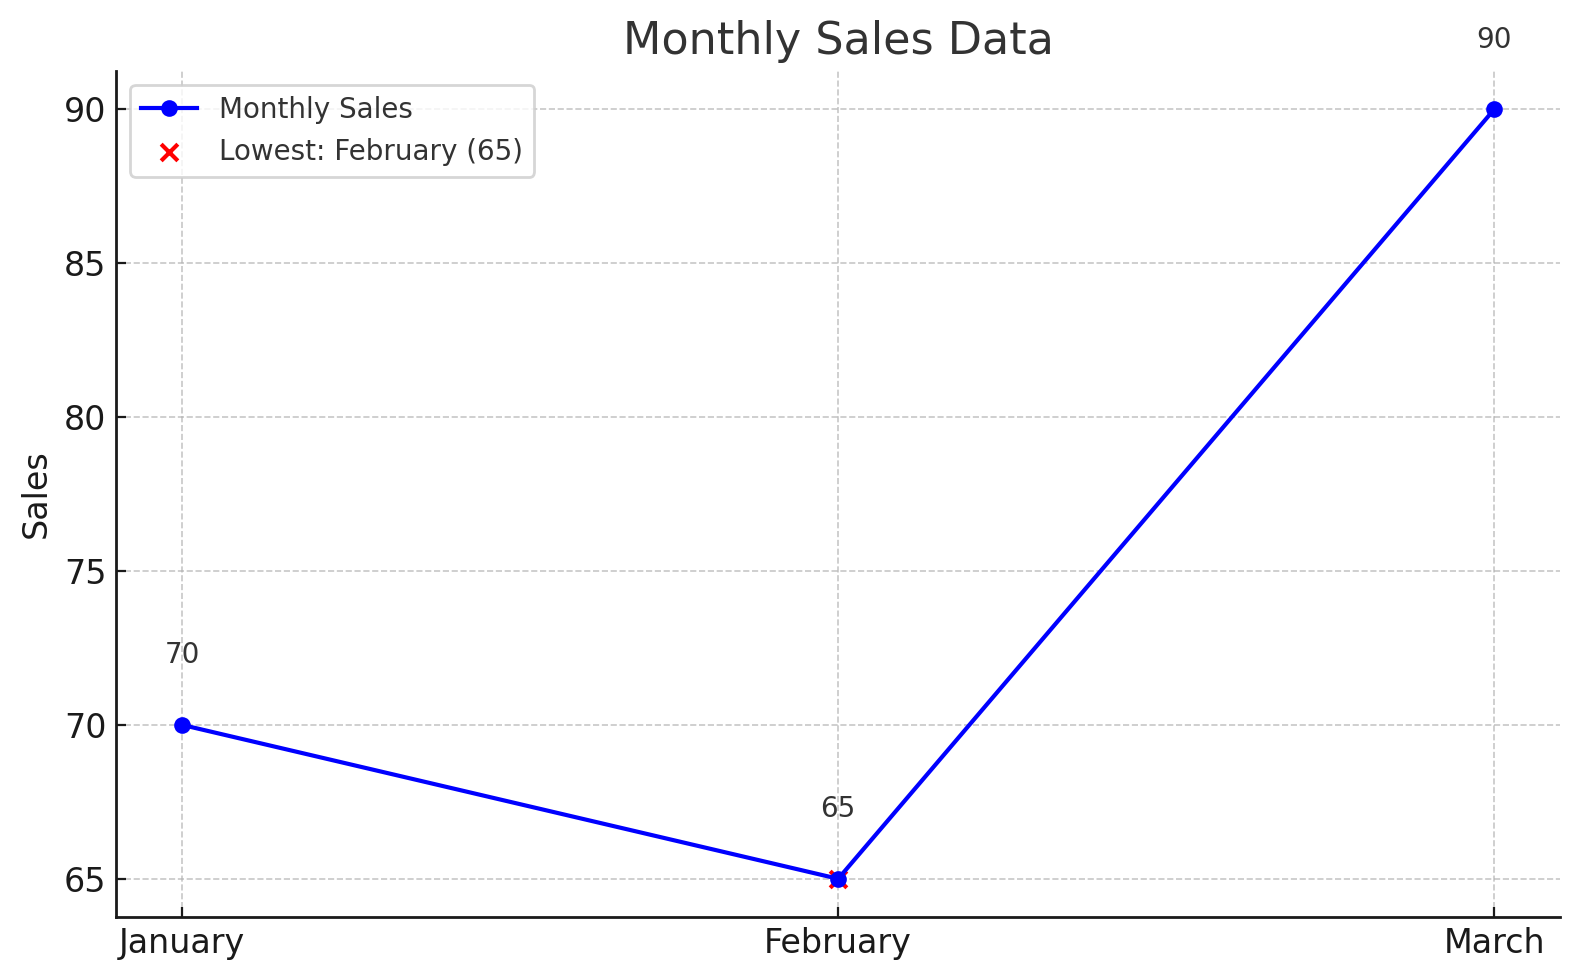 Monthly Sales Data
90
Monthly Sales
Lowest: February (65)
90
85
80
75
70
65
Sales
70
65
January
February
March